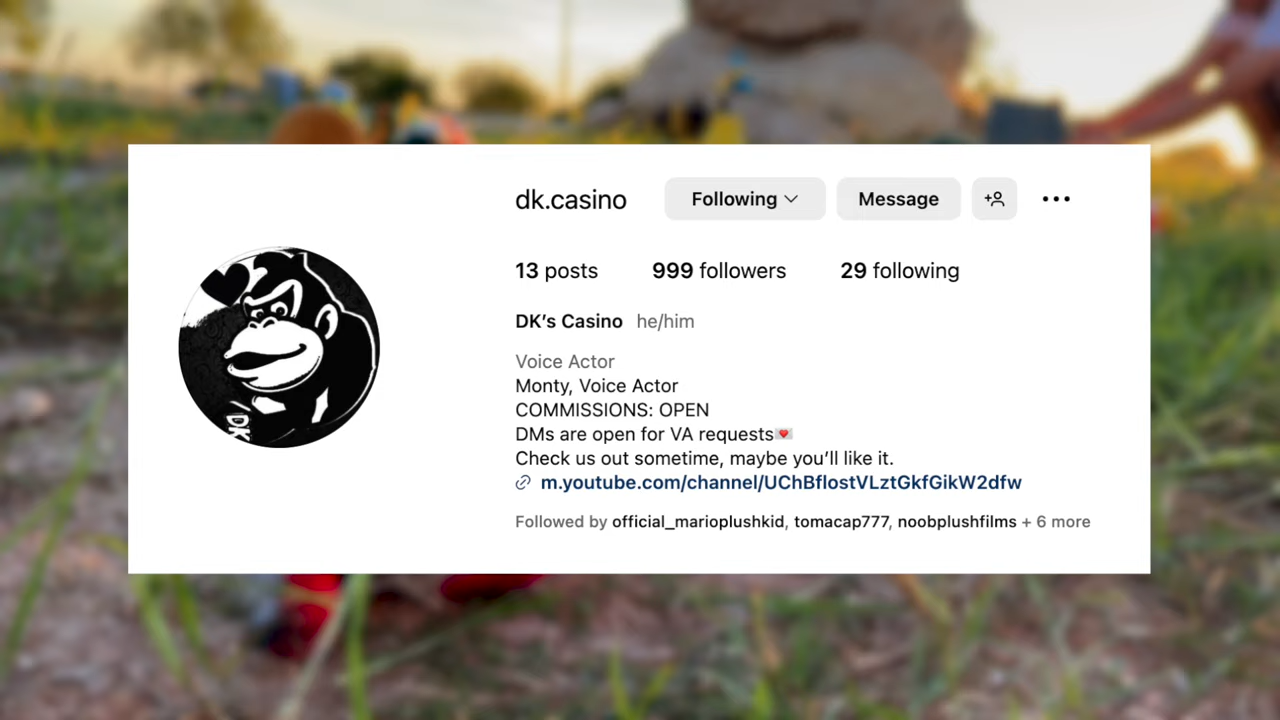 dk.casino Following Message
13 posts 999 followers 29 following
DK's Casino he/him
Voice Actor
Monty, Voice Actor
COMMISSIONS: OPEN
DMs are open for VA requests💌
Check us out sometime, maybe you'll like it.
m.youtube.com/channel/UChBflostVLztGkfGikW2dfw
Followed by official_marioplushkid, tomacap777, noobplushfilms + 6 more
DK